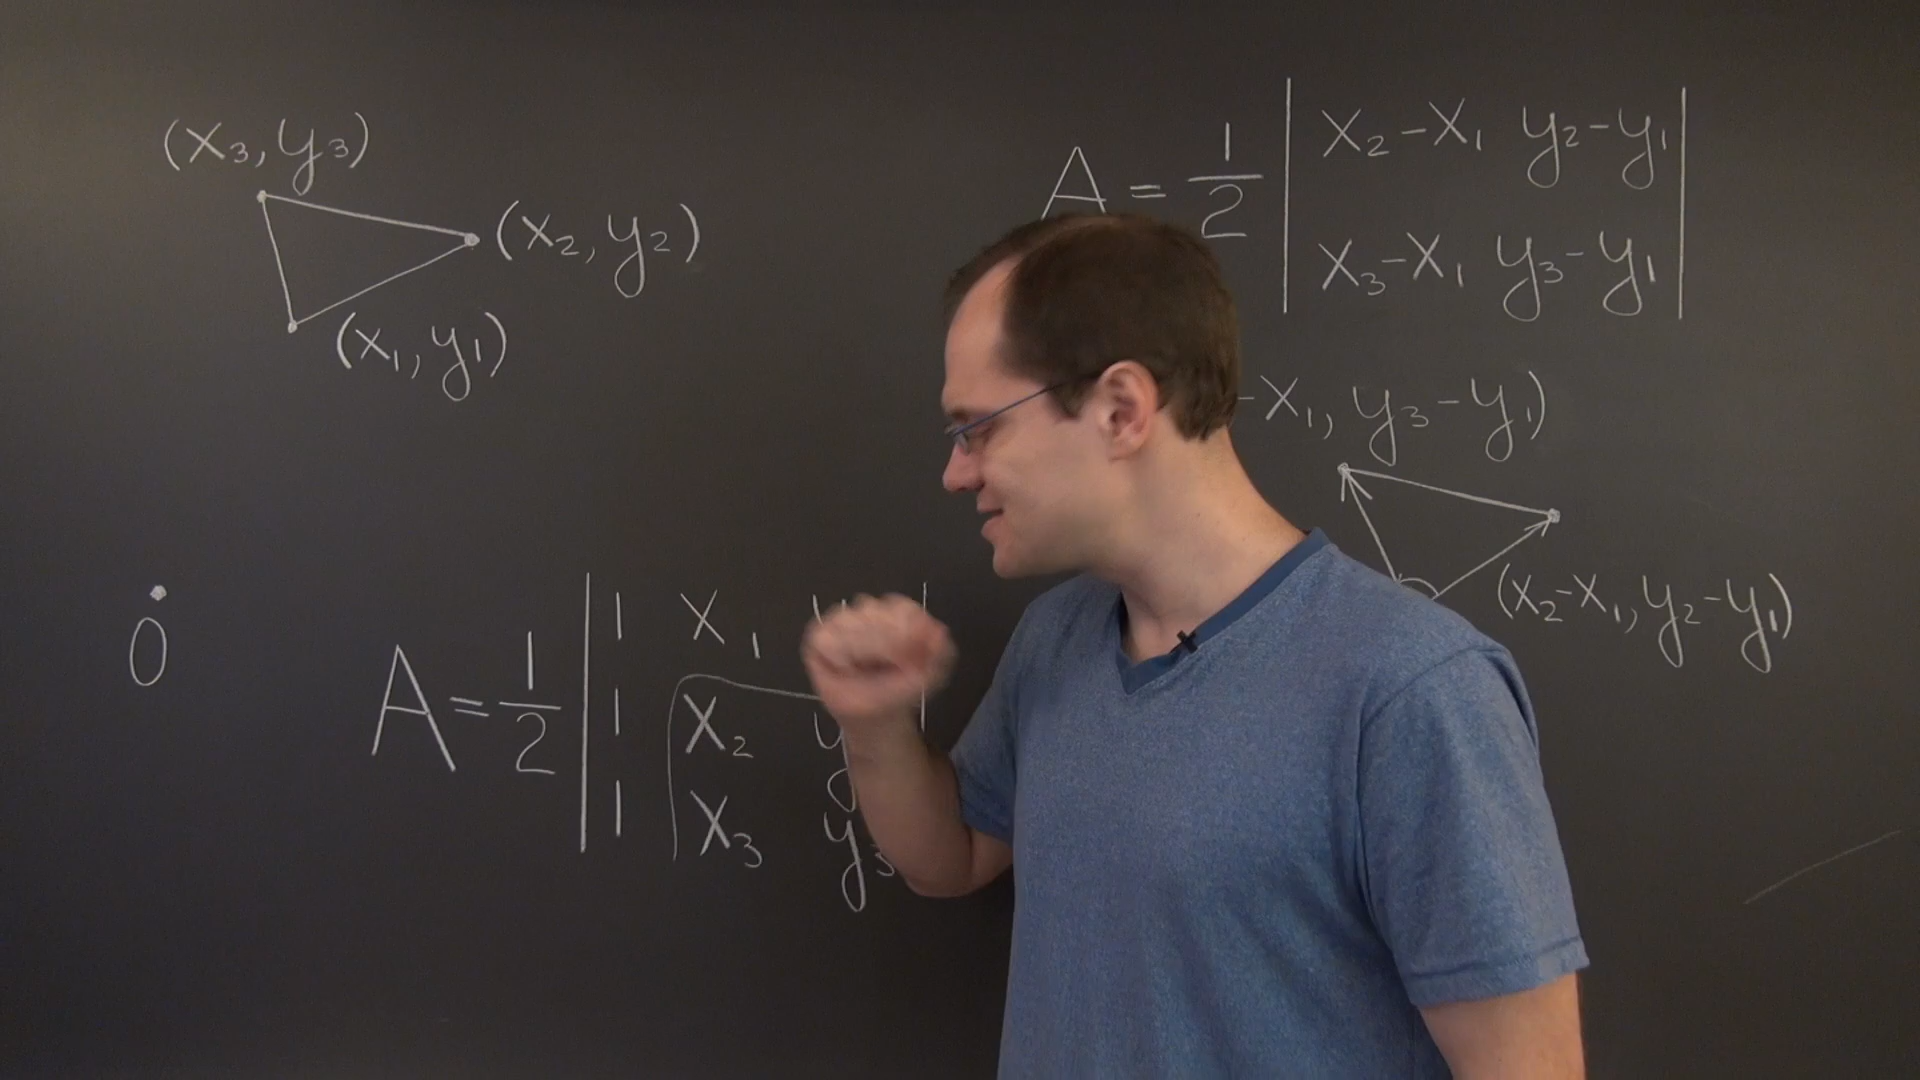 (x₃, y₃)
(x₂, y₂)
(x₁, y₁)
A = 1/2 | x₂-x₁ y₂-y₁ |
| x₃-x₁ y₃-y₁ |
-x₁, y₃-y₁)
(x₂-x₁, y₂-y₁)
0
A = 1/2 | 1 x₁
1 x₂ y
1 x₃ y₃